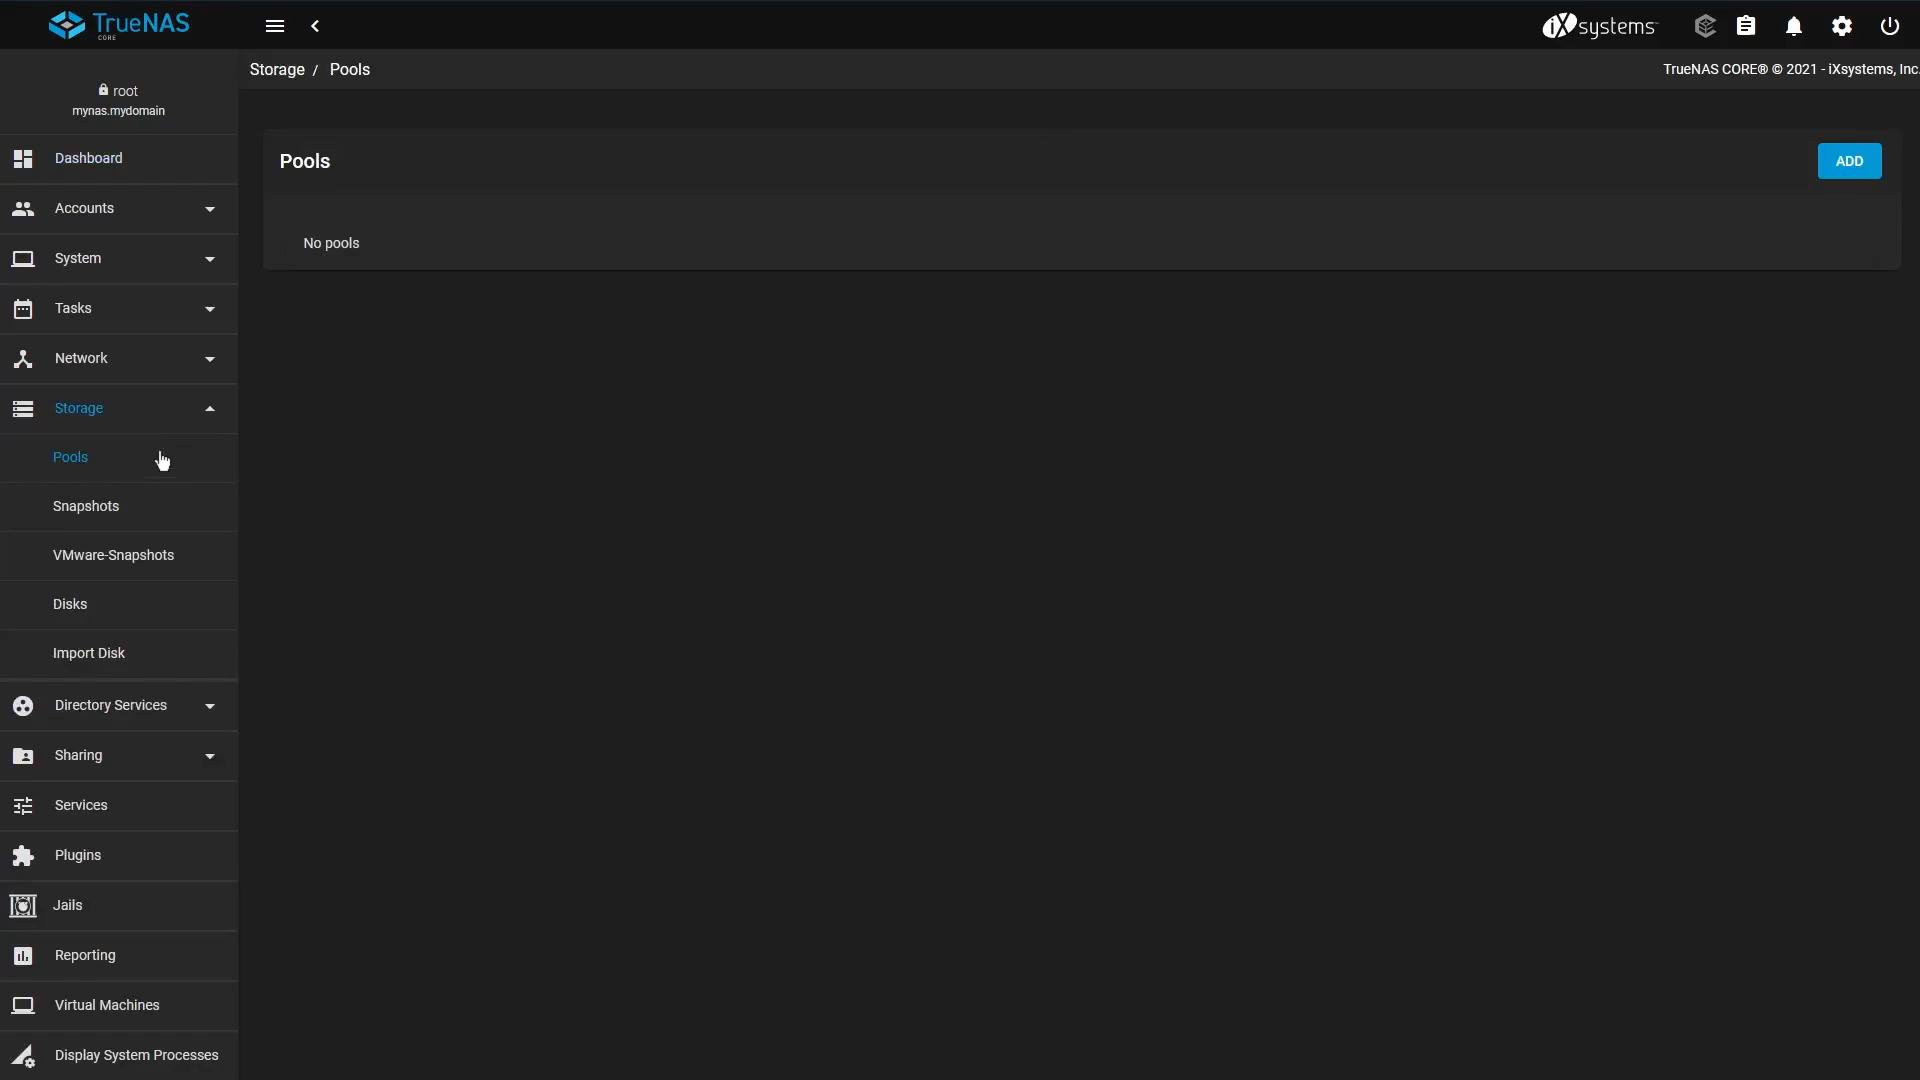 TrueNAS
CORE
iXsystems
root
mynas.mydomain
Storage / Pools
TrueNAS CORE® © 2021 - iXsystems, Inc.
Dashboard
Accounts
System
Tasks
Network
Storage
Pools
Snapshots
VMware-Snapshots
Disks
Import Disk
Directory Services
Sharing
Services
Plugins
Jails
Reporting
Virtual Machines
Display System Processes
Pools
ADD
No pools